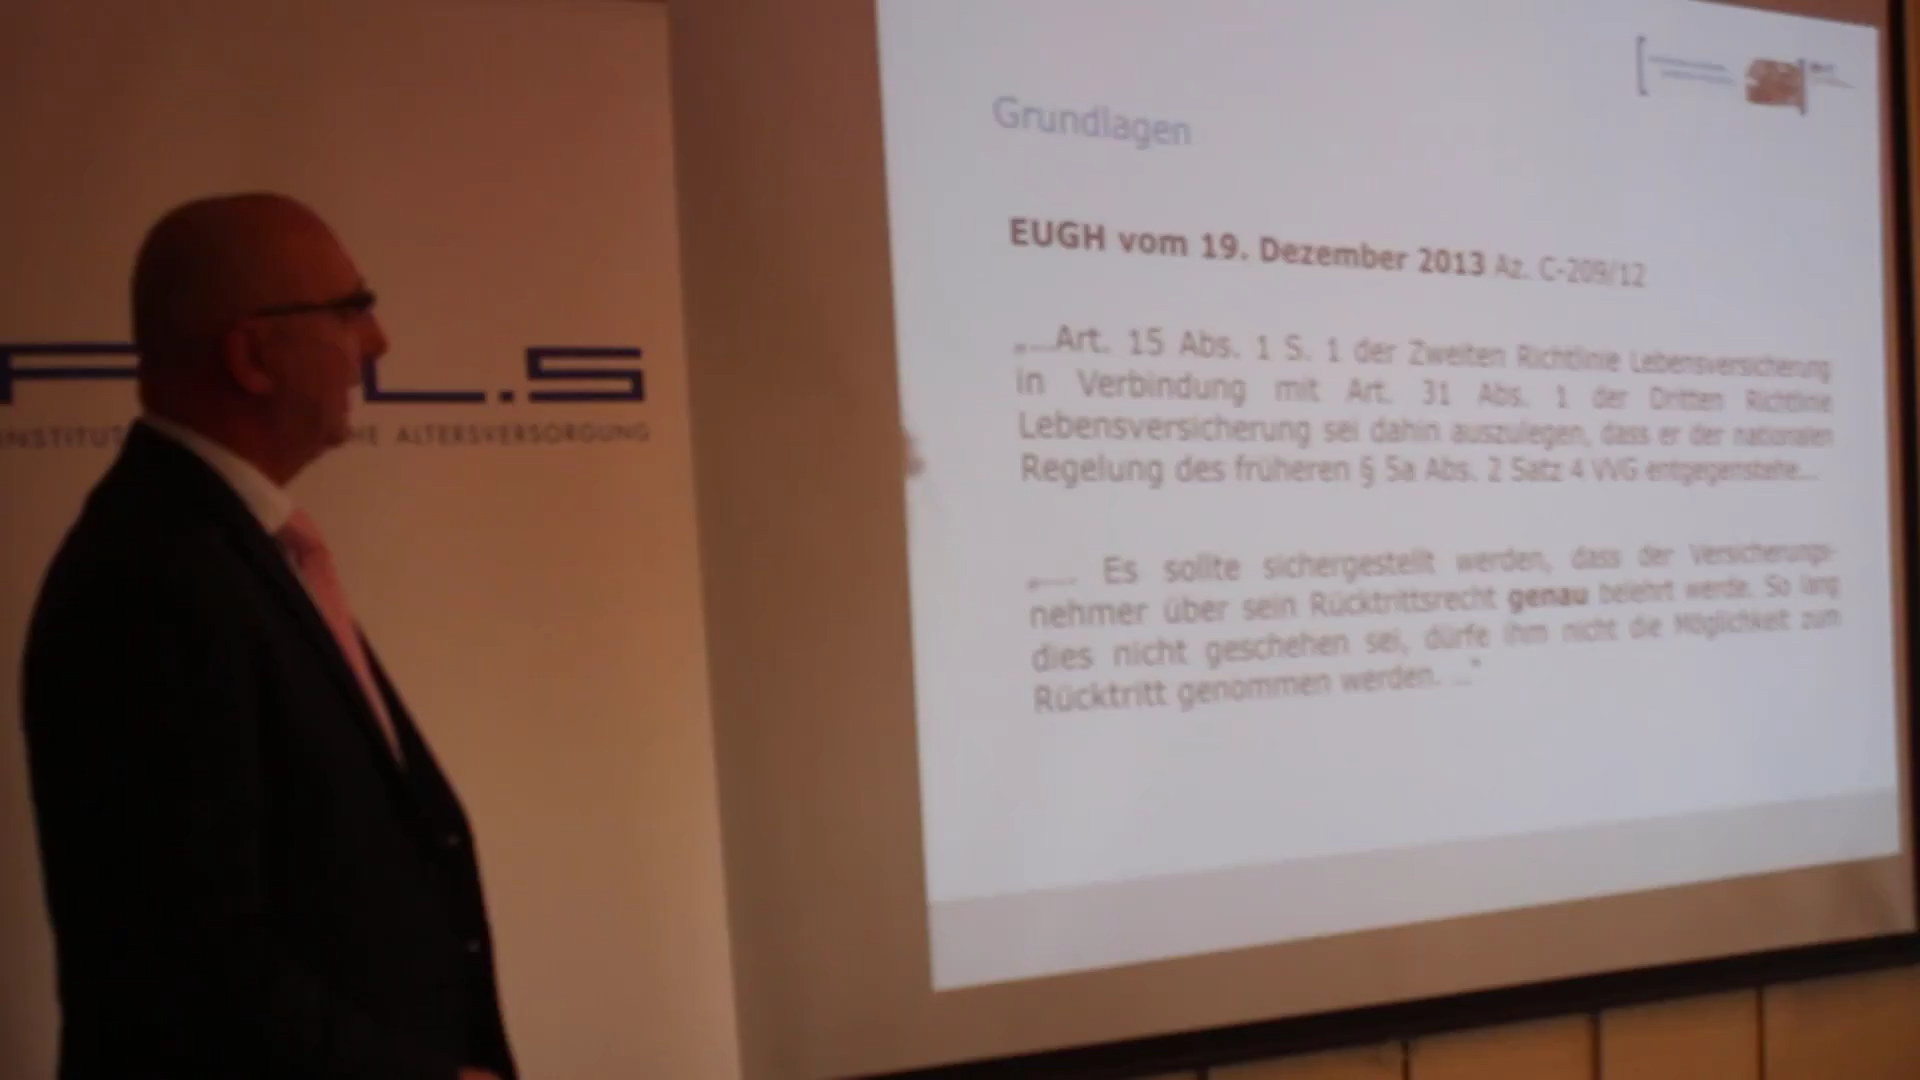 L.S
INSTITUT HE ALTERSVERSORGUNG
Grundlagen
EUGH vom 19. Dezember 2013 Az. C-209/12
„...Art. 15 Abs. 1 S. 1 der Zweiten Richtlinie Lebensversicherung
in Verbindung mit Art. 31 Abs. 1 der Dritten Richtlinie
Lebensversicherung sei dahin auszulegen, dass er der nationalen
Regelung des früheren § 5a Abs. 2 Satz 4 VVG entgegenstehe...
„.... Es sollte sichergestellt werden, dass der Versicherungs-
nehmer über sein Rücktrittsrecht genau belehrt werde. So lang
dies nicht geschehen sei, dürfe ihm nicht die Möglichkeit zum
Rücktritt genommen werden. ..."